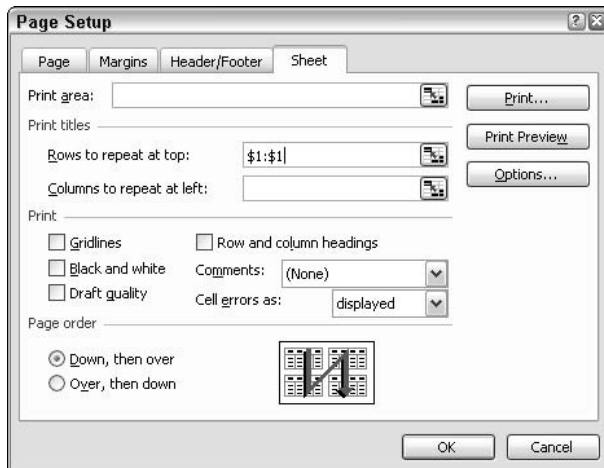 Page Setup
Page Margins Header/Footer Sheet
Print area:
Print...
Print titles
Print Preview
Rows to repeat at top: $1:$1
Options...
Columns to repeat at left:
Print
Gridlines Row and column headings
Black and white Comments: (None)
Draft quality Cell errors as: displayed
Page order
Down, then over
Over, then down
OK Cancel